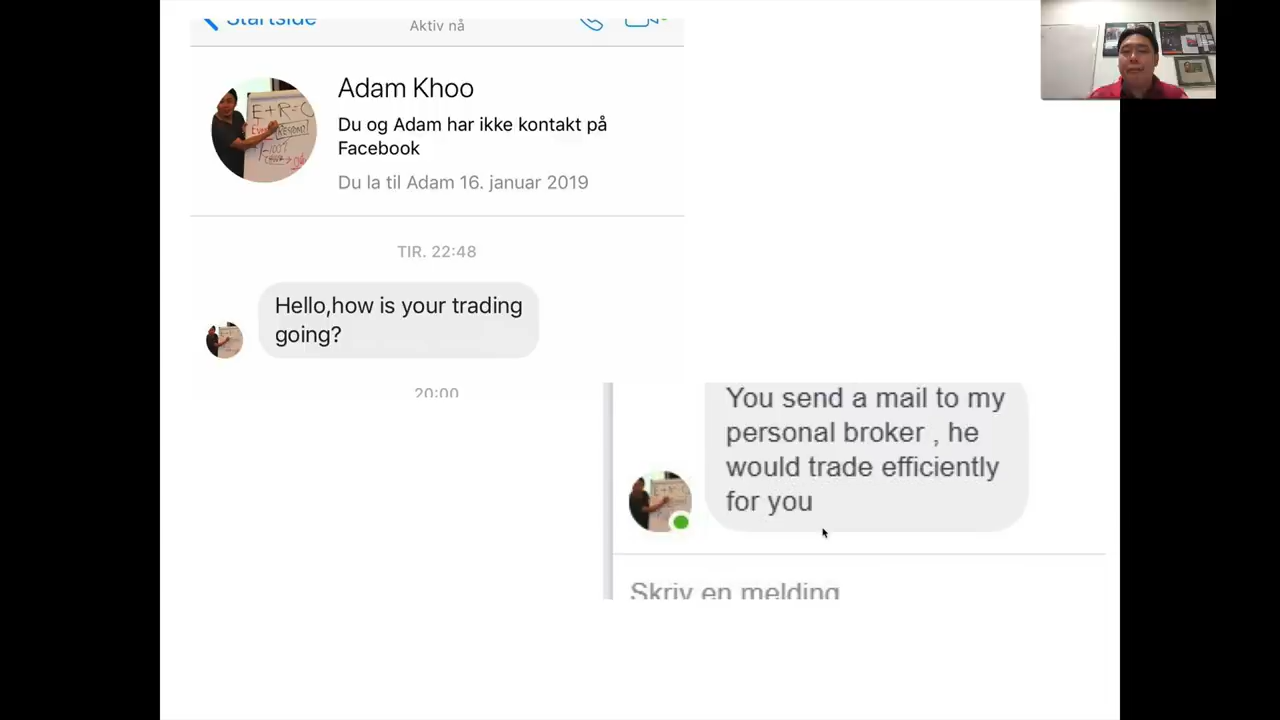 Startside
Aktiv nå
Adam Khoo
Du og Adam har ikke kontakt på
Facebook
Du la til Adam 16. januar 2019
TIR. 22:48
Hello,how is your trading
going?
20:00
You send a mail to my
personal broker , he
would trade efficiently
for you
Skriv en melding
E+R=